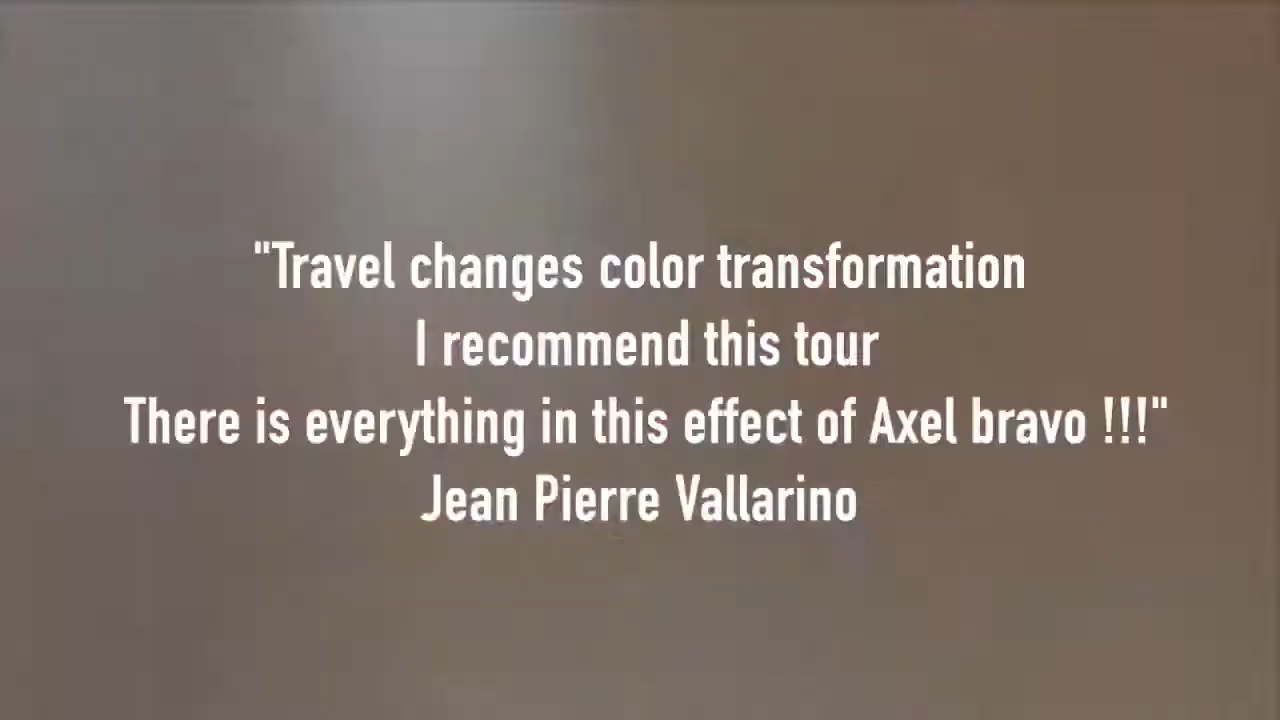 "Travel changes color transformation
I recommend this tour
There is everything in this effect of Axel bravo !!!"
Jean Pierre Vallarino